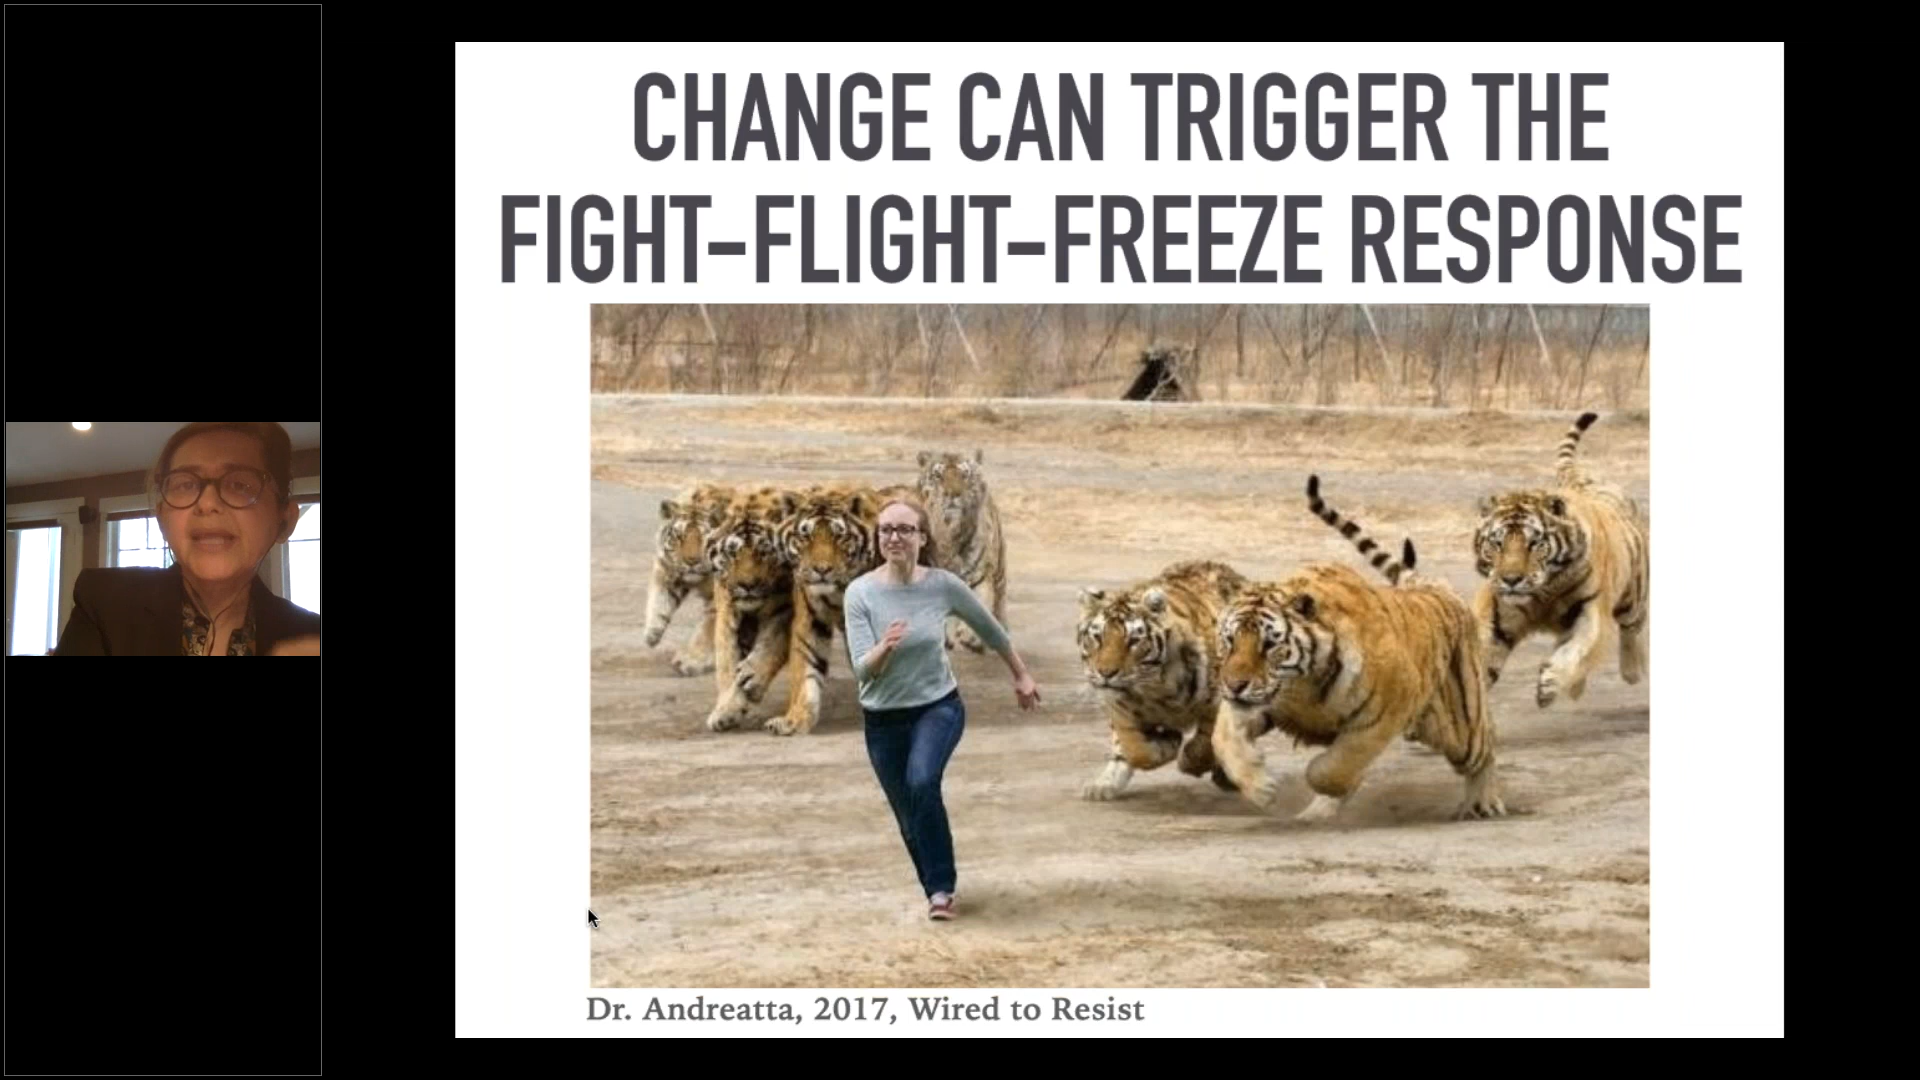 CHANGE CAN TRIGGER THE
FIGHT–FLIGHT–FREEZE RESPONSE
Dr. Andreatta, 2017, Wired to Resist